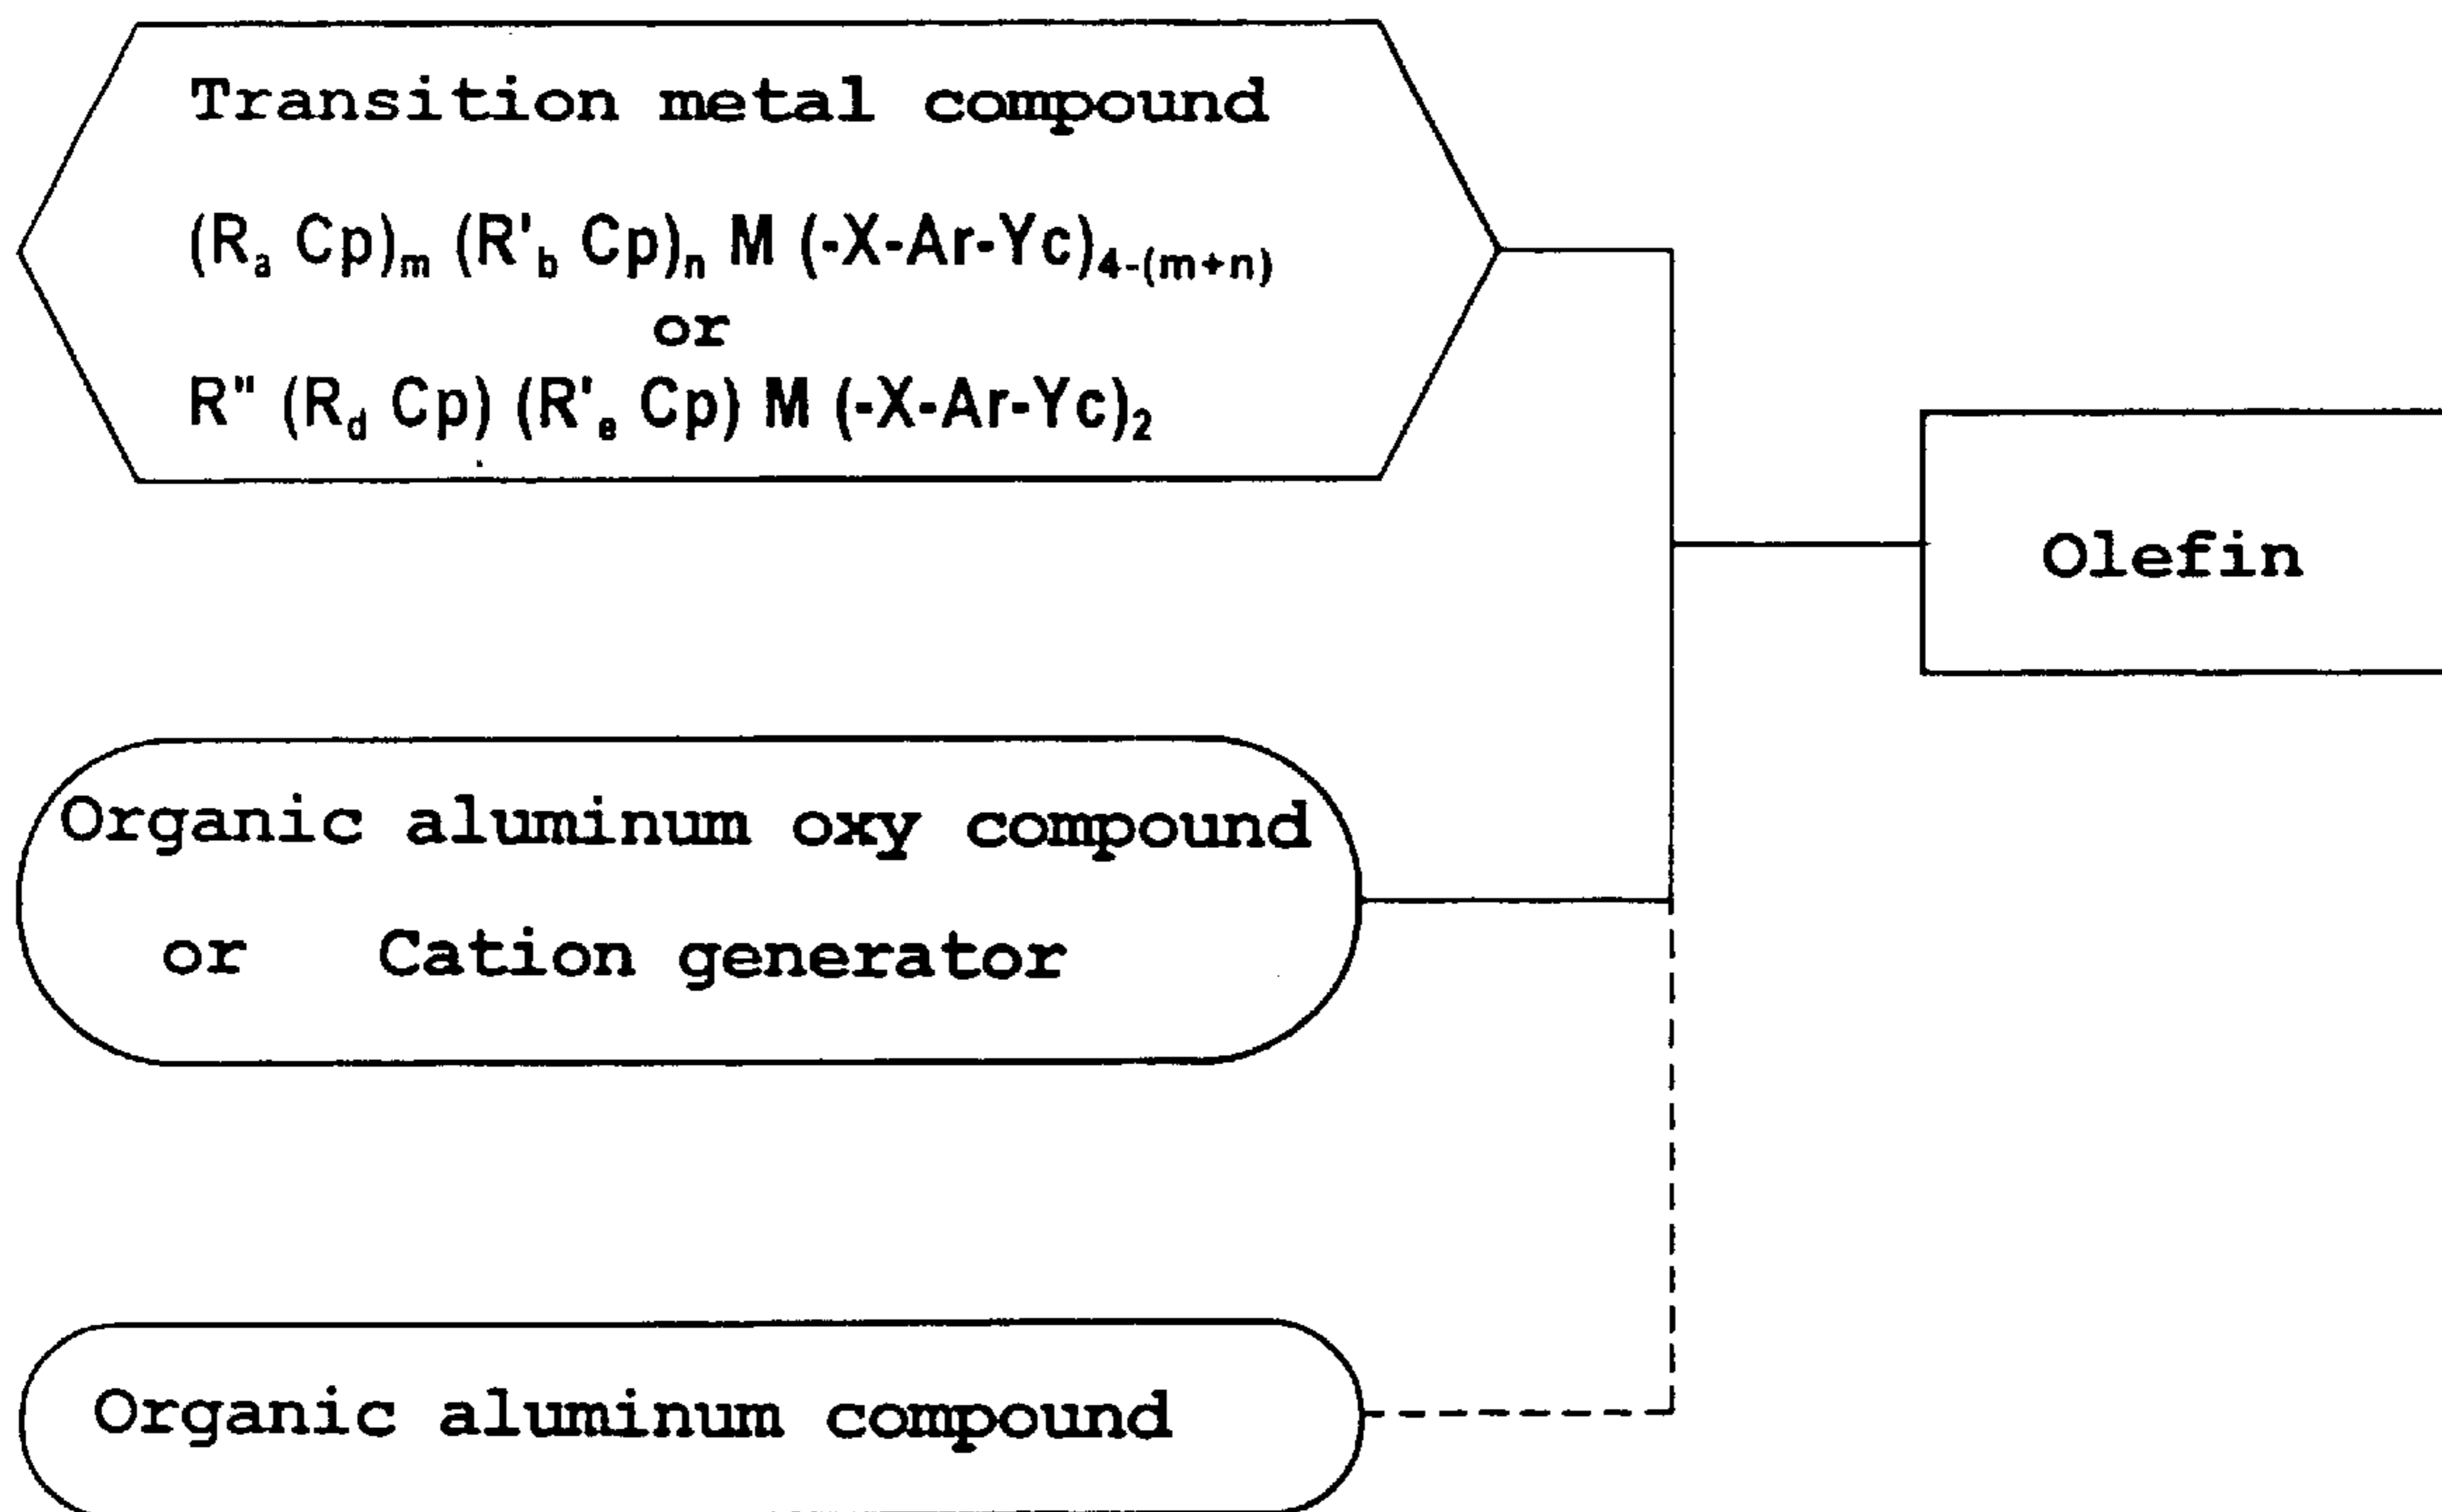 Transition metal compound
(Ra Cp)m (R'b Cp)n M (-X-Ar-Yc)4-(m+n)
or
R" (Rd Cp) (R'e Cp) M (-X-Ar-Yc)2
Olefin
Organic aluminum oxy compound
or Cation generator
Organic aluminum compound